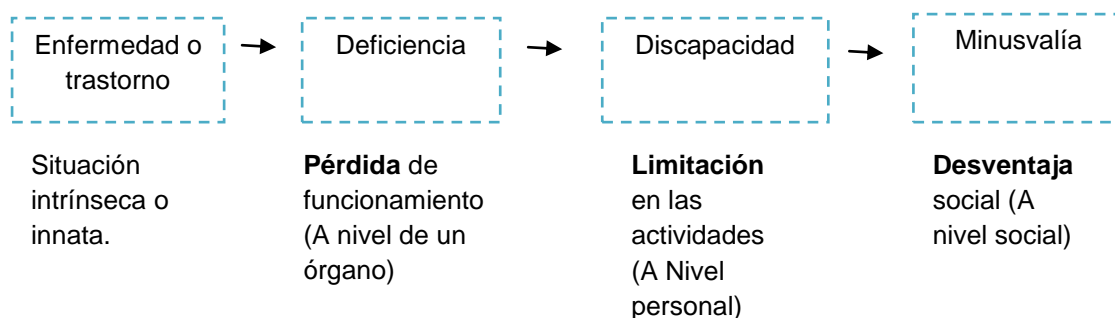 Enfermedad o
trastorno
Deficiencia
Discapacidad
Minusvalía
Situación
intrínseca o
innata.
Pérdida de
funcionamiento
(A nivel de un
órgano)
Limitación
en las
actividades
(A Nivel
personal)
Desventaja
social (A
nivel social)